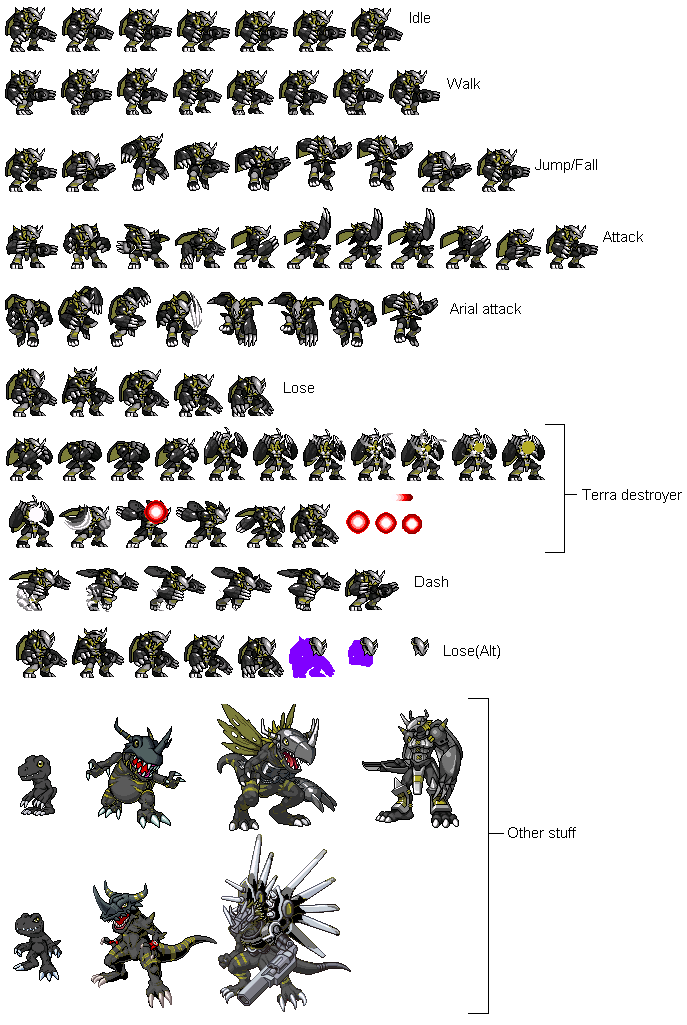 Idle
Walk
Jump/Fall
Attack
Arial attack
Lose
Terra destroyer
Dash
Lose(Alt)
Other stuff